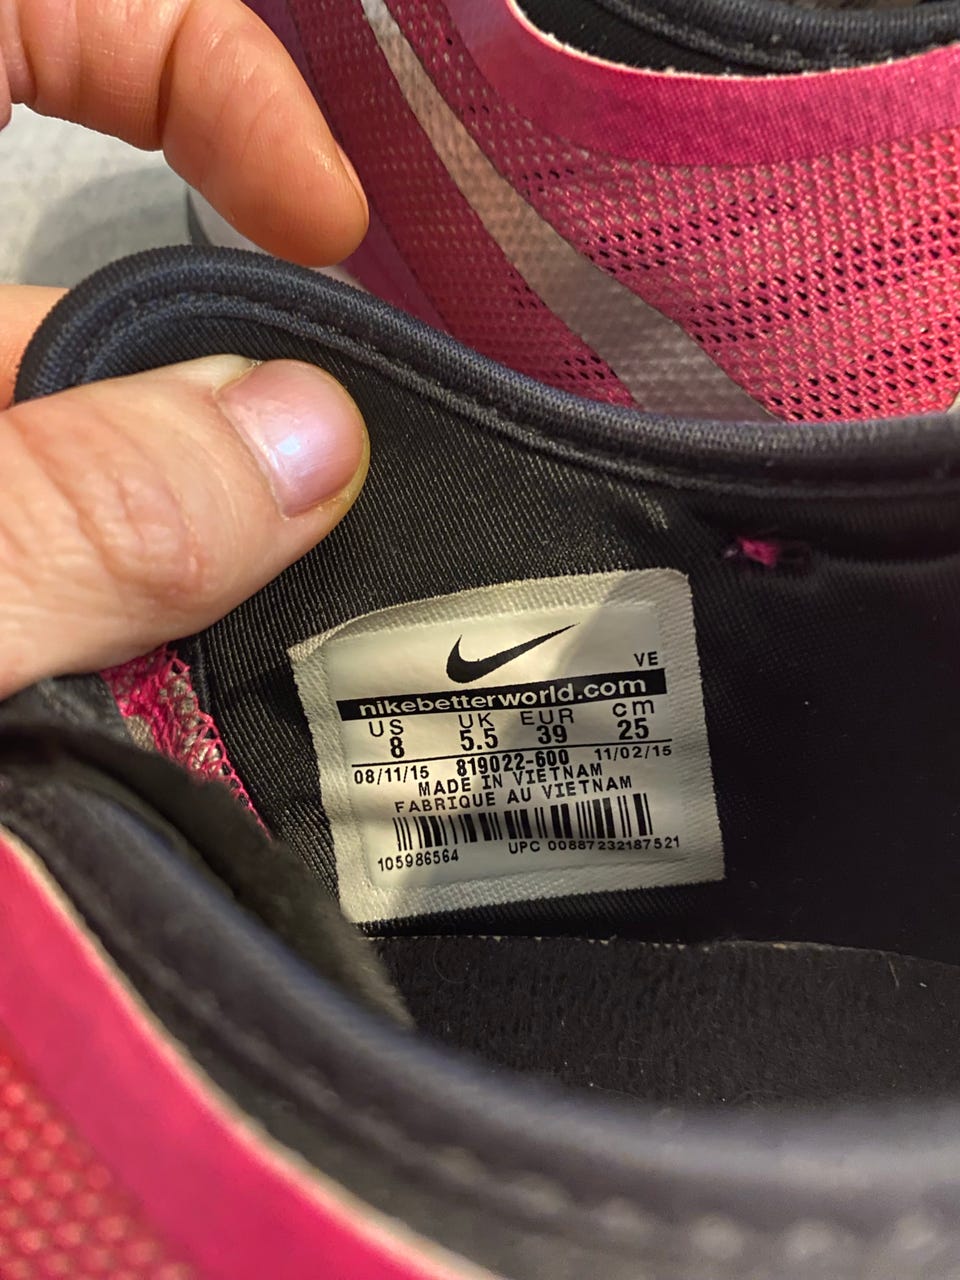 VE
nikebetterworld.com
US UK EUR cm
8 5.5 39 25
08/11/15 819022-600 11/02/15
MADE IN VIETNAM
FABRIQUE AU VIETNAM
105986564 UPC 00887232187521